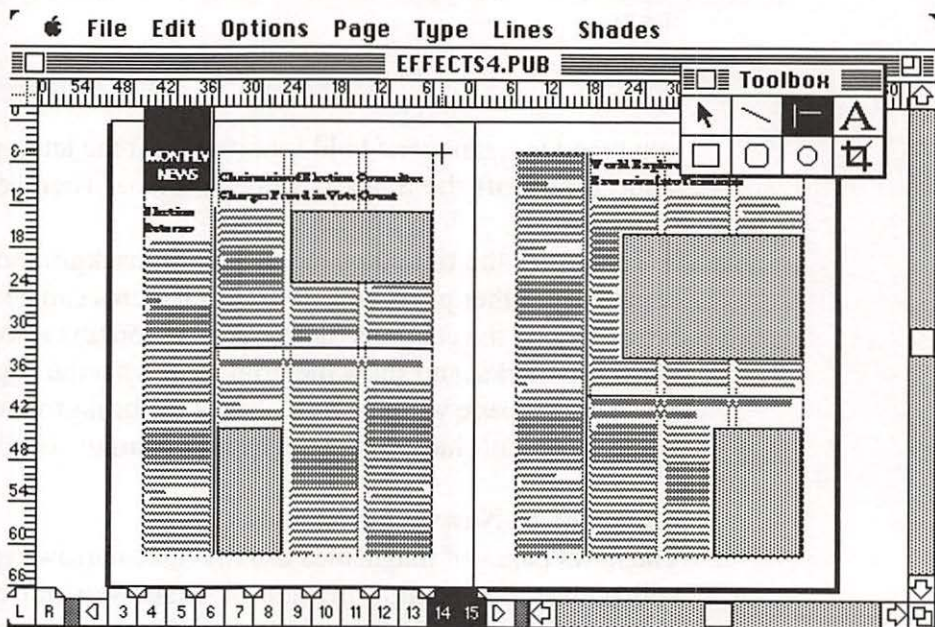 File Edit Options Page Type Lines Shades
EFFECTS4.PUB
Toolbox
0 54 48 42 36 30 24 18 12 6 0 6 12 18 24 30
A
0
6
12
18
24
30
36
42
48
54
60
66
MONTHLY
NEWS
Election
Returns
Chairman of Election Committee
Charges Fraud in Vote Count
World
L R 3 4 5 6 7 8 9 10 11 12 13 14 15